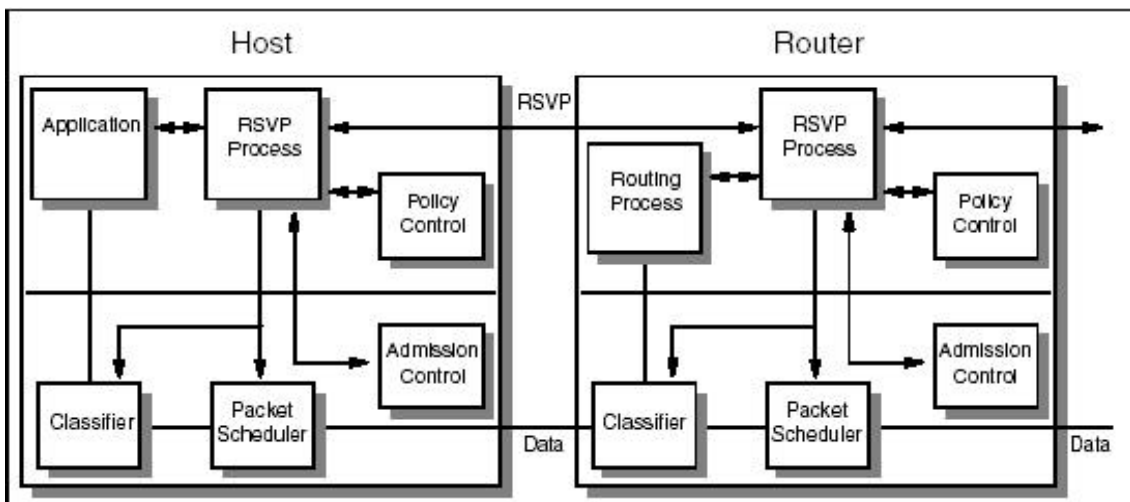 Host
Router
Application
RSVP
Process
RSVP
RSVP
Process
Routing
Process
Policy
Control
Policy
Control
Admission
Control
Admission
Control
Classifier
Packet
Scheduler
Data
Classifier
Packet
Scheduler
Data